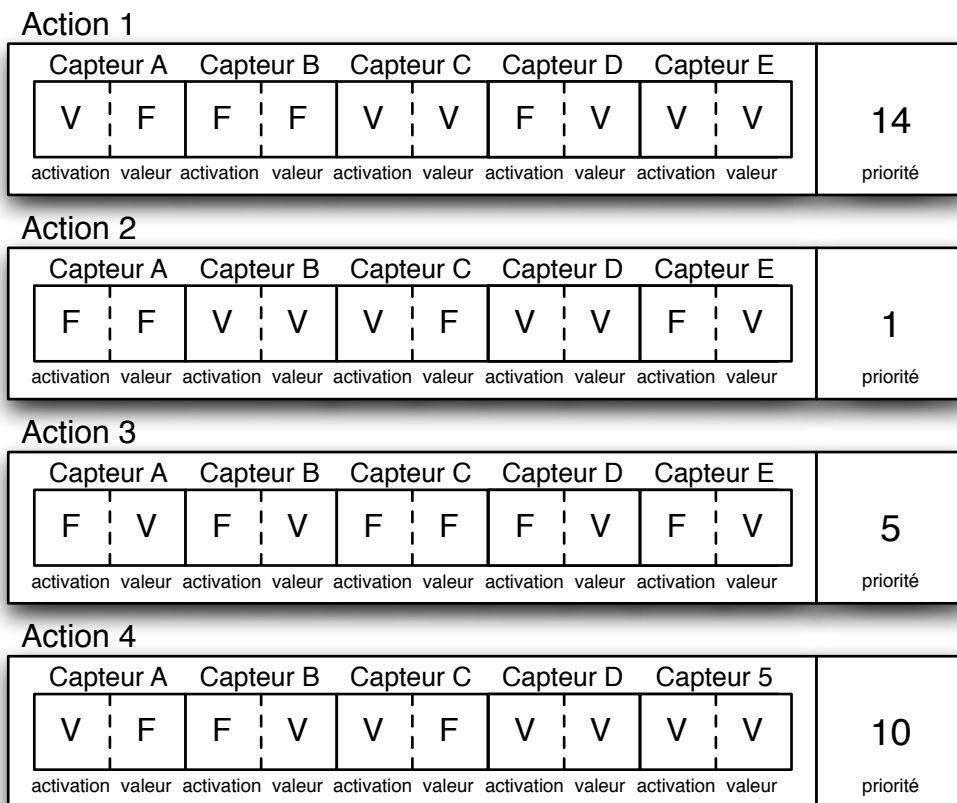 Action 1
Capteur A Capteur B Capteur C Capteur D Capteur E
V F F F V V F V V V 14
activation valeur activation valeur activation valeur activation valeur activation valeur priorité
Action 2
Capteur A Capteur B Capteur C Capteur D Capteur E
F F V V V F V V F V 1
activation valeur activation valeur activation valeur activation valeur activation valeur priorité
Action 3
Capteur A Capteur B Capteur C Capteur D Capteur E
F V F V F F F V F V 5
activation valeur activation valeur activation valeur activation valeur activation valeur priorité
Action 4
Capteur A Capteur B Capteur C Capteur D Capteur 5
V F F V V F V V V V 10
activation valeur activation valeur activation valeur activation valeur activation valeur priorité